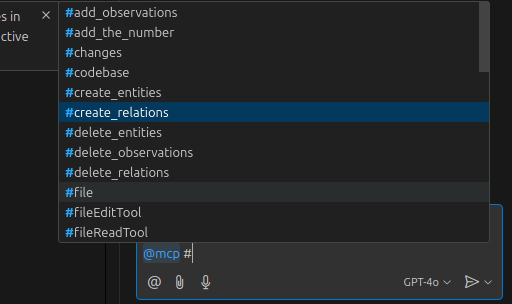 s in
ctive
#add_observations
#add_the_number
#changes
#codebase
#create_entities
#create_relations
#delete_entities
#delete_observations
#delete_relations
#file
#fileEditTool
#fileReadTool
@mcp #
GPT-4o